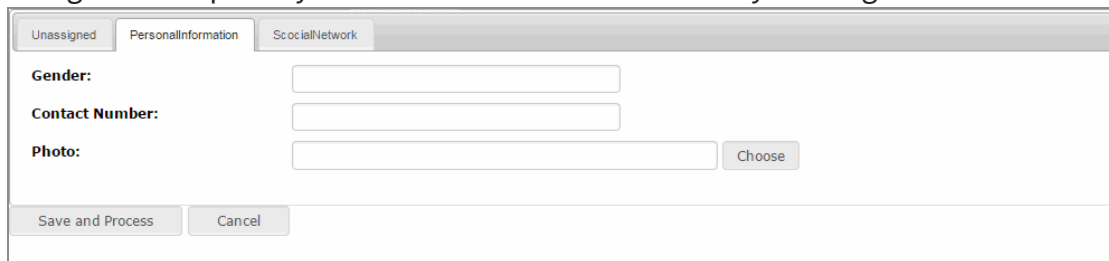 Unassigned PersonalInformation ScocialNetwork
Gender:
Contact Number:
Photo: Choose
Save and Process Cancel